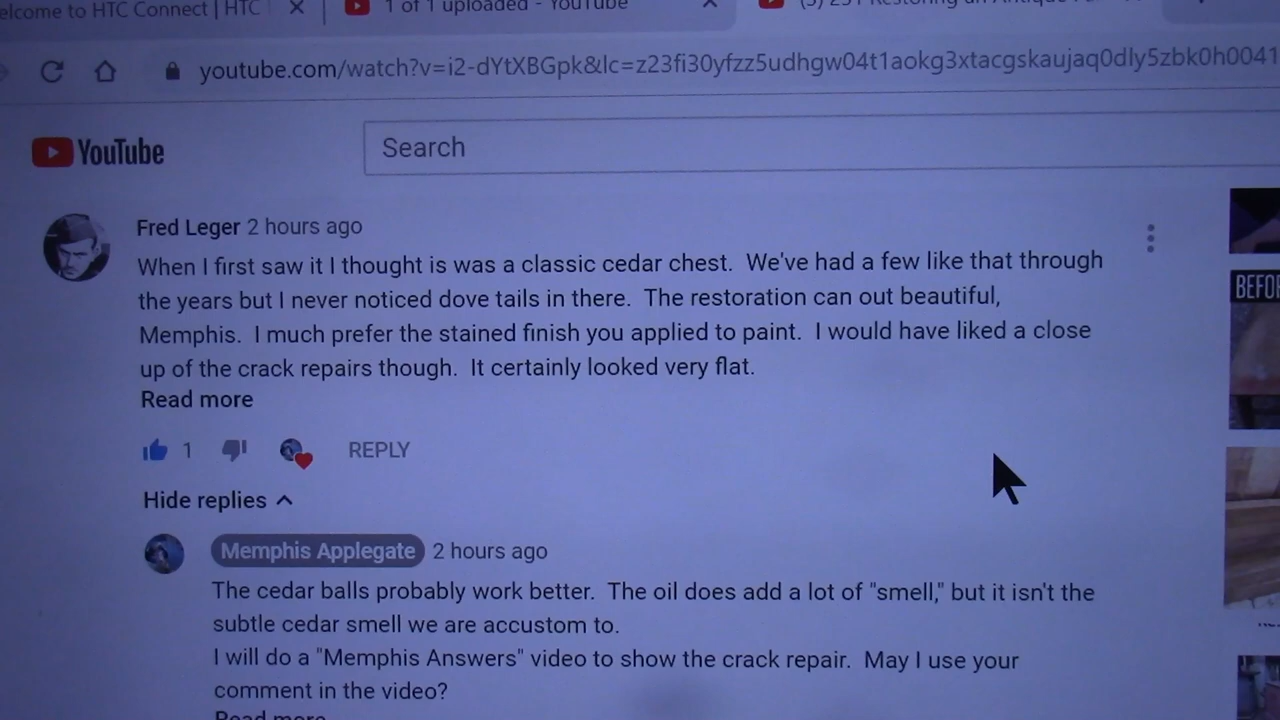 elcome to HTC Connect | HTC
1 of 1 uploaded - YouTube
youtube.com/watch?v=i2-dYtXBGpk&lc=z23fi30yfzz5udhgw04t1aokg3xtacgskaujaq0dly5zbk0h0041
YouTube
Search
Fred Leger 2 hours ago
When I first saw it I thought is was a classic cedar chest. We've had a few like that through
the years but I never noticed dove tails in there. The restoration can out beautiful,
Memphis. I much prefer the stained finish you applied to paint. I would have liked a close
up of the crack repairs though. It certainly looked very flat.
Read more
1
REPLY
Hide replies
Memphis Applegate 2 hours ago
The cedar balls probably work better. The oil does add a lot of "smell," but it isn't the
subtle cedar smell we are accustom to.
I will do a "Memphis Answers" video to show the crack repair. May I use your
comment in the video?
Read more
BEFO